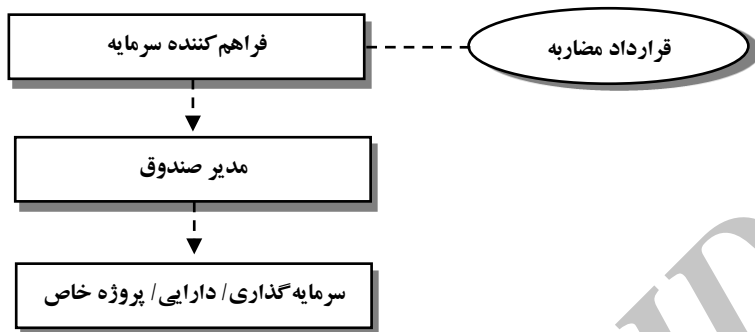 فراهم‌کننده سرمایه
قرارداد مضاربه
مدیر صندوق
سرمایه‌گذاری/ دارایی/ پروژه خاص